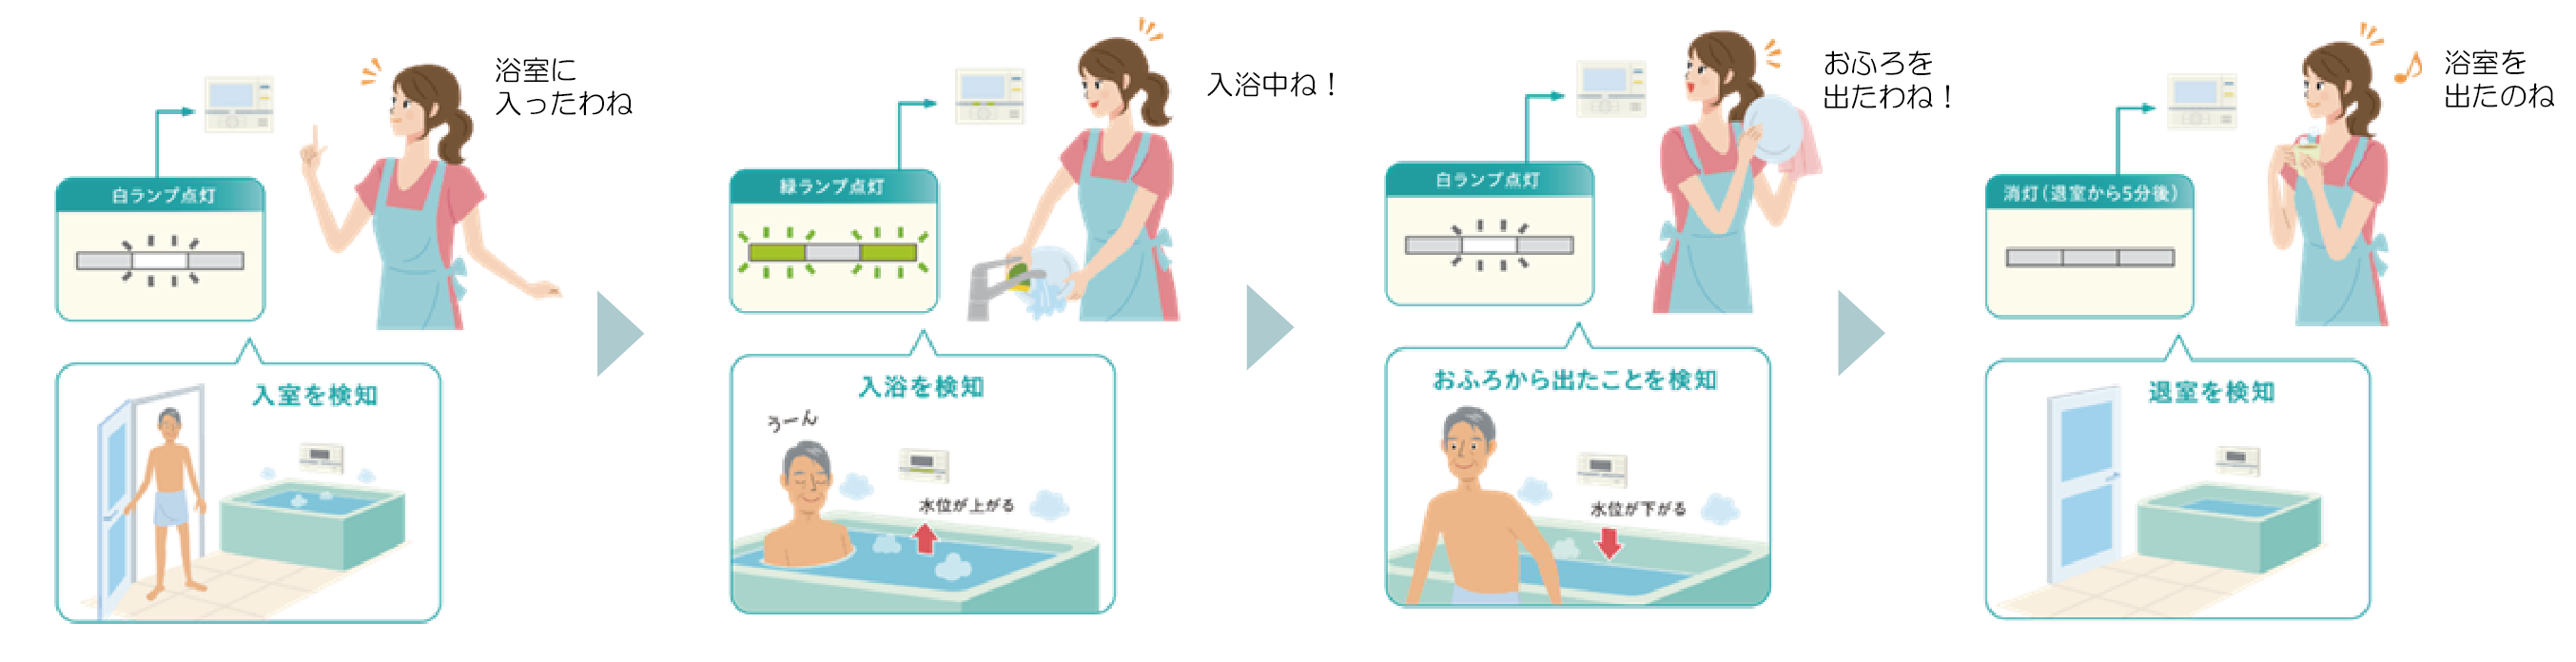 浴室に
入ったわね
白ランプ点灯
入室を検知
入浴中ね！
緑ランプ点灯
入浴を検知
うーん
水位が上がる
おふろを
出たわね！
白ランプ点灯
おふろから出たことを検知
水位が下がる
浴室を
出たのね
消灯（退室から5分後）
退室を検知